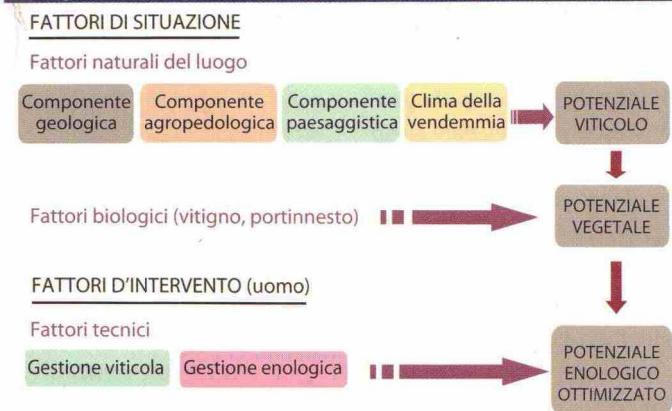 FATTORI DI SITUAZIONE
Fattori naturali del luogo
Componente
geologica
Componente
agropedologica
Componente
paesaggistica
Clima della
vendemmia
POTENZIALE
VITICOLO
Fattori biologici (vitigno, portinnesto)
POTENZIALE
VEGETALE
FATTORI D'INTERVENTO (uomo)
Fattori tecnici
Gestione viticola
Gestione enologica
POTENZIALE
ENOLOGICO
OTTIMIZZATO